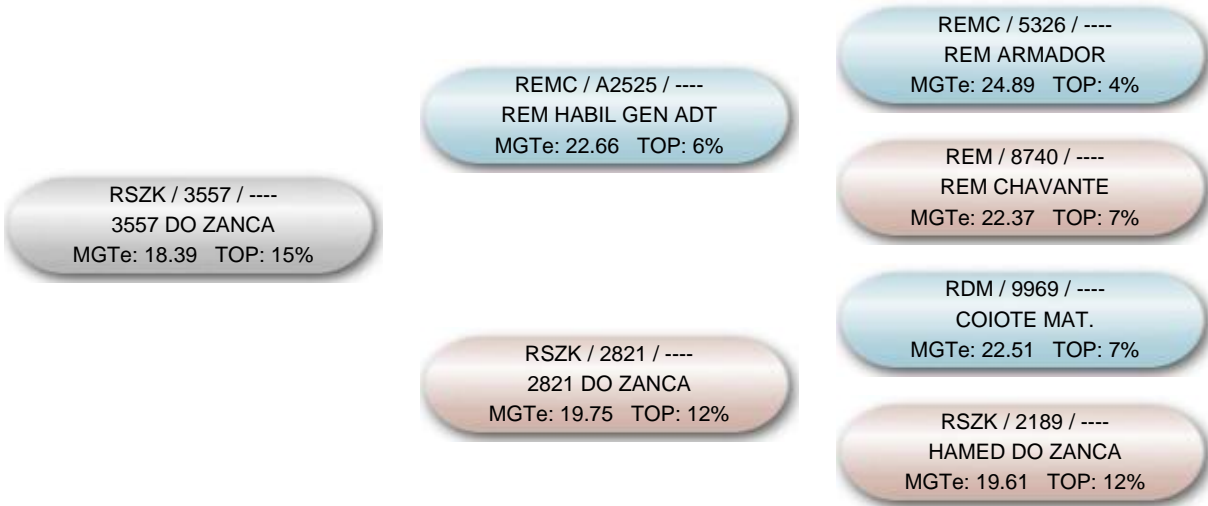 RSZK / 3557 / ----
3557 DO ZANCA
MGTe: 18.39 TOP: 15%
REMC / A2525 / ----
REM HABIL GEN ADT
MGTe: 22.66 TOP: 6%
RSZK / 2821 / ----
2821 DO ZANCA
MGTe: 19.75 TOP: 12%
REMC / 5326 / ----
REM ARMADOR
MGTe: 24.89 TOP: 4%
REM / 8740 / ----
REM CHAVANTE
MGTe: 22.37 TOP: 7%
RDM / 9969 / ----
COIOTE MAT.
MGTe: 22.51 TOP: 7%
RSZK / 2189 / ----
HAMED DO ZANCA
MGTe: 19.61 TOP: 12%